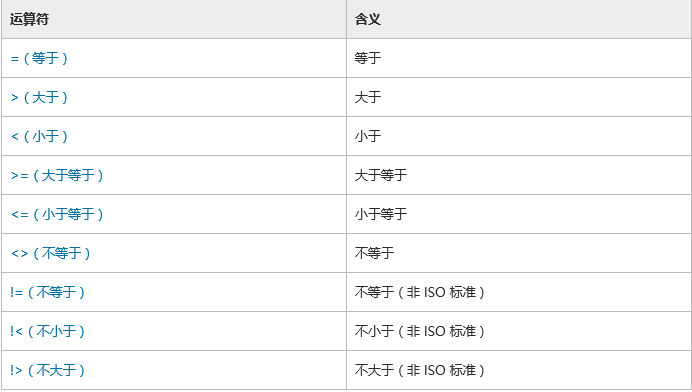 运算符 含义
=（等于） 等于
>（大于） 大于
<（小于） 小于
>=（大于等于） 大于等于
<=（小于等于） 小于等于
<>（不等于） 不等于
!=（不等于） 不等于（非 ISO 标准）
!<（不小于） 不小于（非 ISO 标准）
!>（不大于） 不大于（非 ISO 标准）